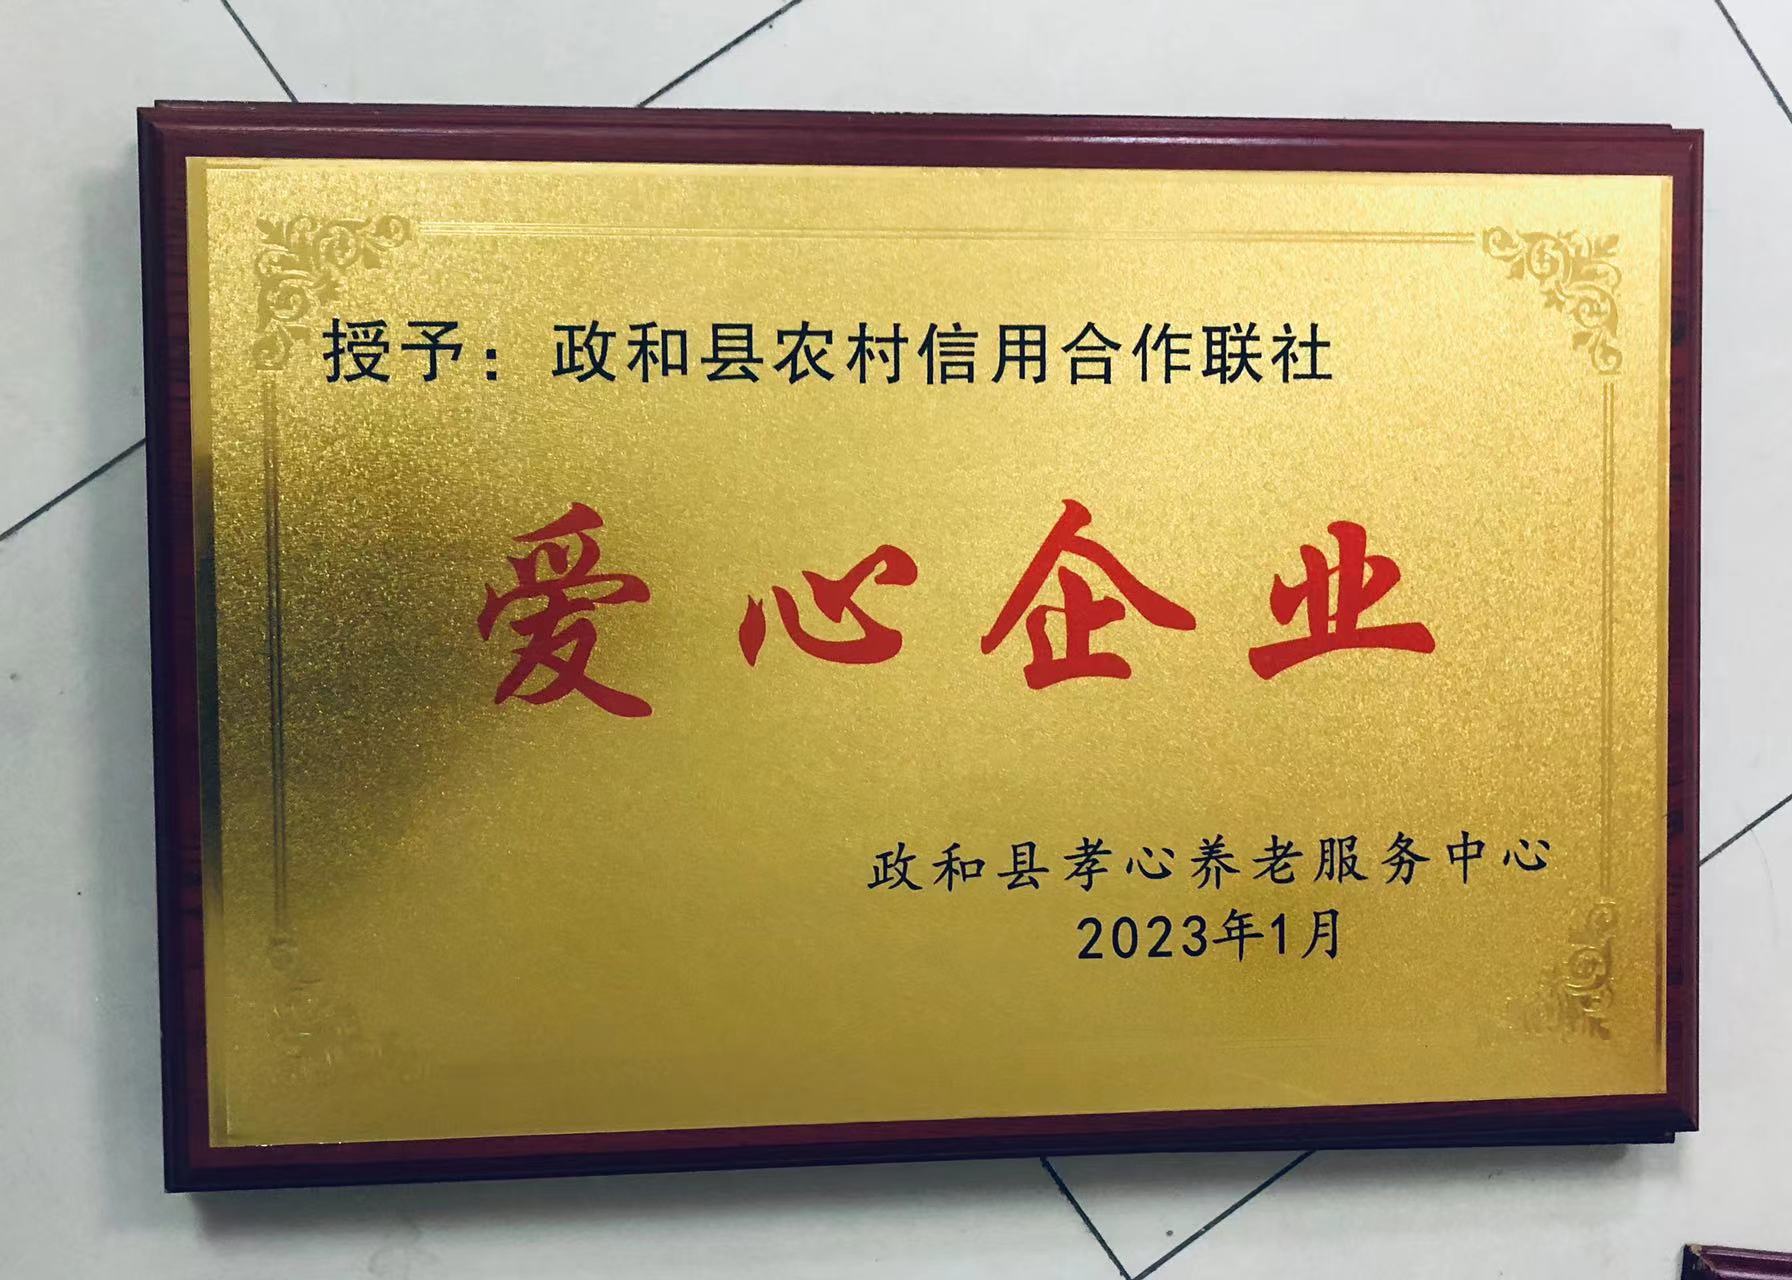 授予：政和县农村信用合作联社
爱心企业
政和县孝心养老服务中心
2023年1月